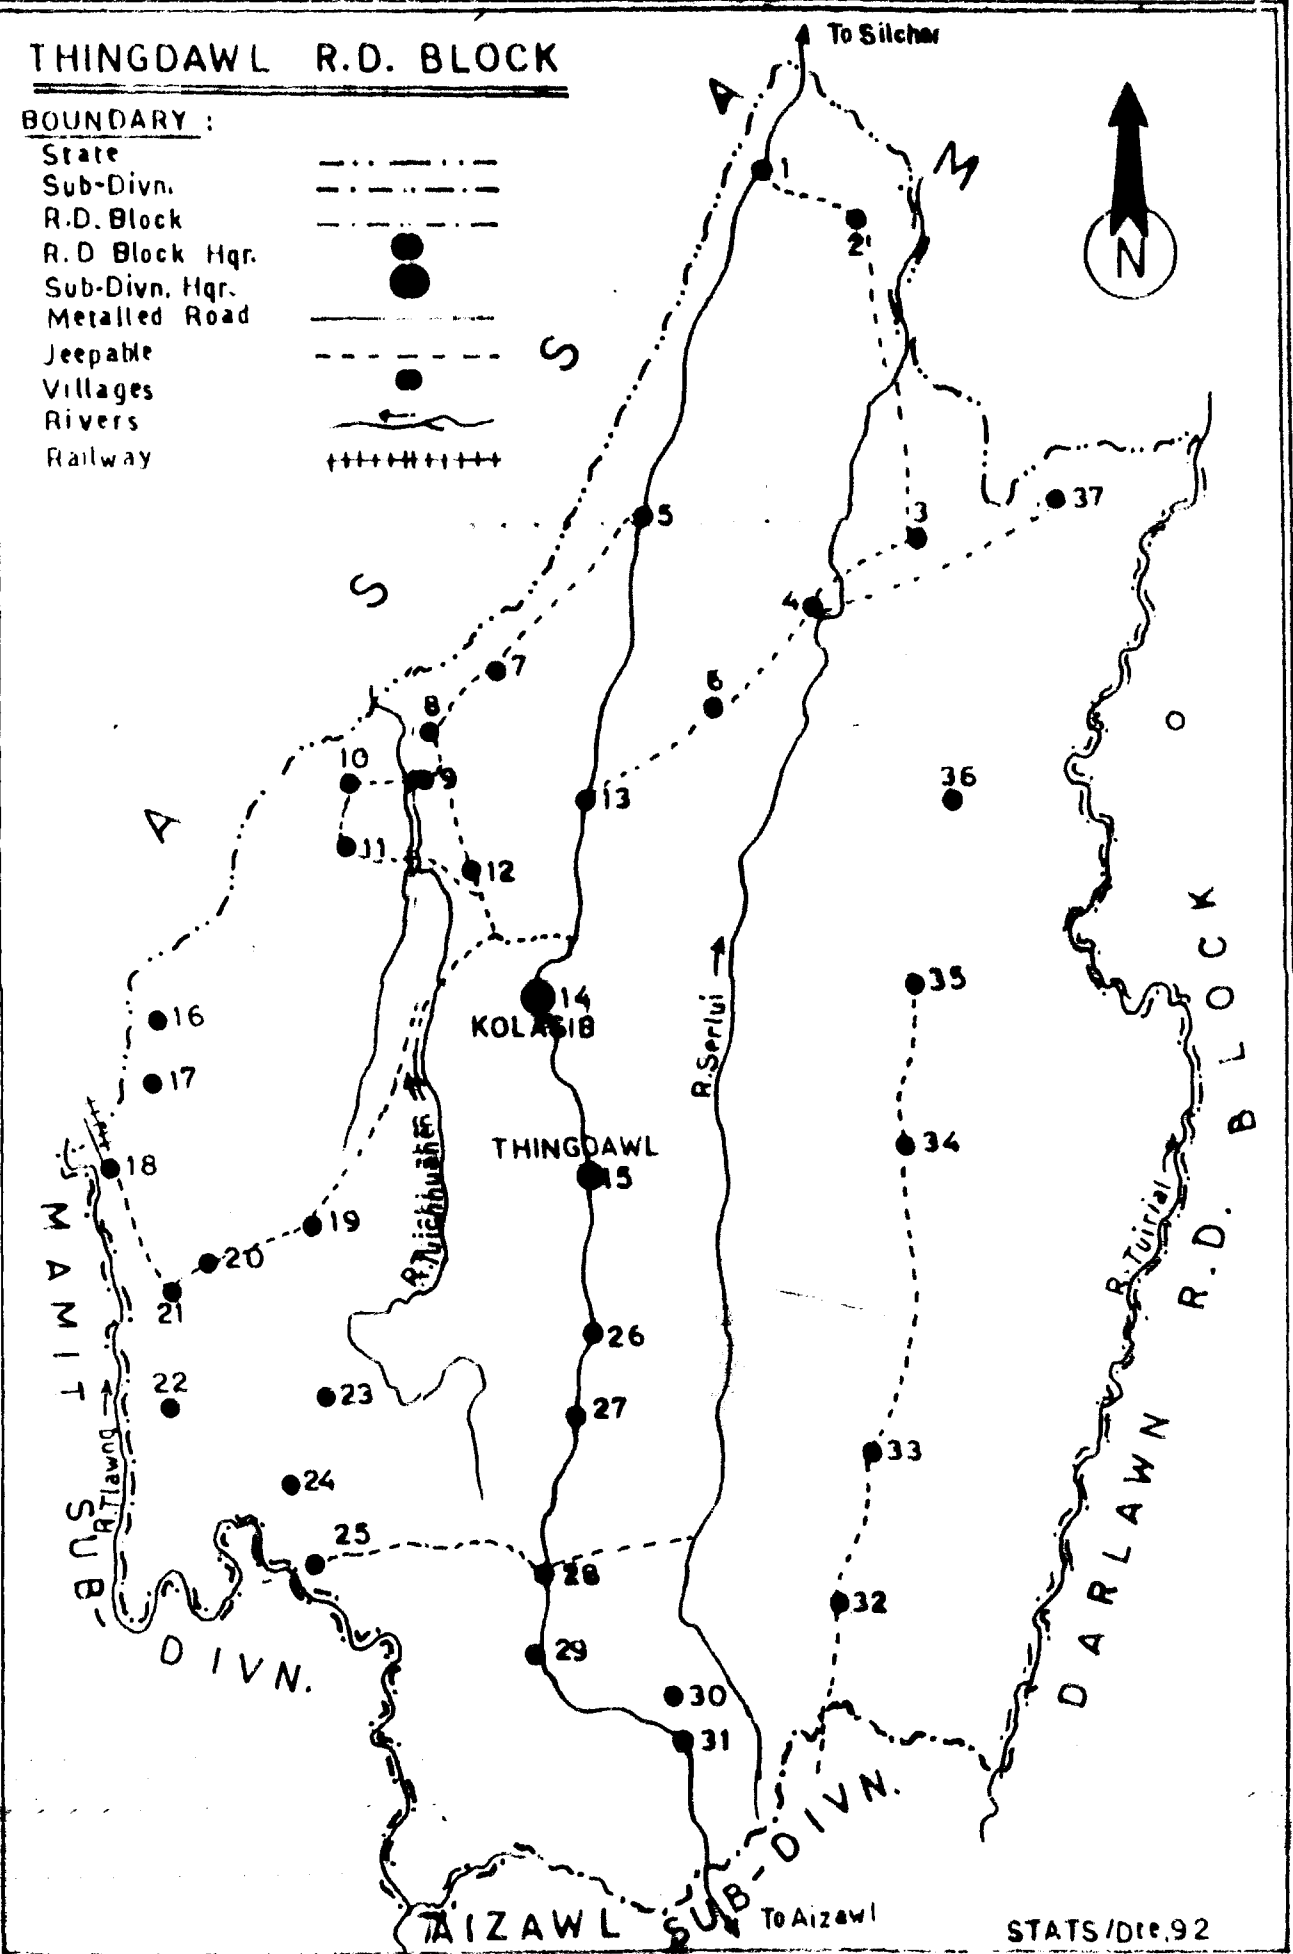 To Silcher
THINGDAWL R.D. BLOCK
BOUNDARY :
State
Sub-Divn.
R.D. Block
R.D Block Hqr.
Sub-Divn. Hqr.
Metalled Road
Jeepable
Villages
Rivers
Railway
A S S A M
N
1
2
37
5
3
4
7
6
8
10
9
13
36
11
12
35
16
14
KOLASIB
17
R.Serlui
34
THINGDAWL
18
15
19
R.Tuichhuahen
20
21
R.Tuirial
26
22
23
27
33
R.Tlawng
24
25
28
32
29
30
31
MAMIT SUB-DIVN.
DARLAWN R.D. BLOCK
AIZAWL SUB-DIVN.
To Aizawl
STATS/Dec,92